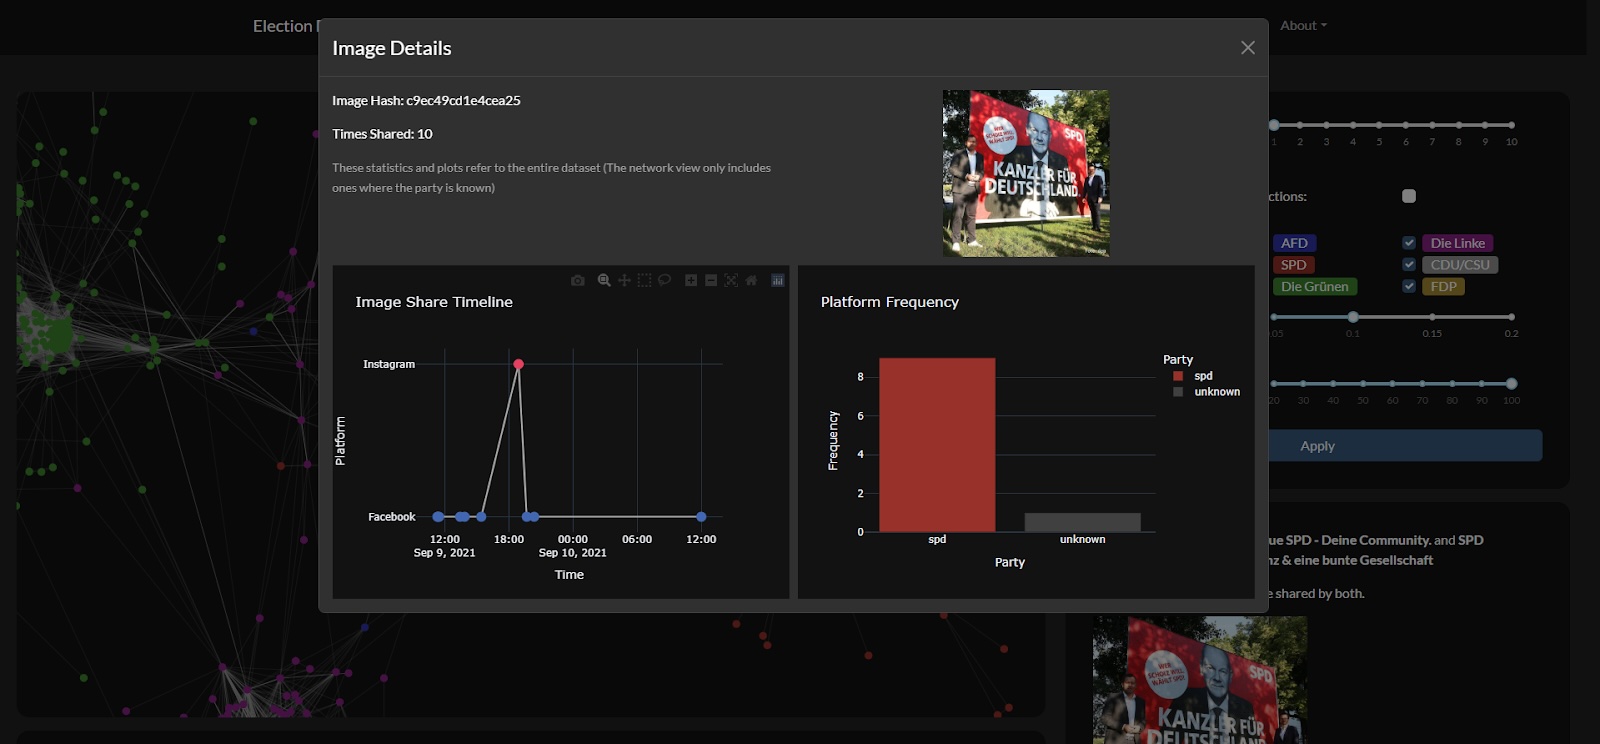 Election
About
Image Details
Image Hash: c9ec49cd1e4cea25
Times Shared: 10
These statistics and plots refer to the entire dataset (The network view only includes
ones where the party is known)
WER
SCHOLZ WILL,
WÄHLT SPD.
SPD
KANZLER FÜR
DEUTSCHLAND.
1 2 3 4 5 6 7 8 9 10
ctions:
AFD
Die Linke
SPD
CDU/CSU
Die Grünen
FDP
.05 0.1 0.15 0.2
20 30 40 50 60 70 80 90 100
Apply
Image Share Timeline
Instagram
Platform
Facebook
12:00 18:00 00:00 06:00 12:00
Sep 9, 2021 Sep 10, 2021
Time
Platform Frequency
Party
spd
unknown
Frequency
8
6
4
2
0
spd unknown
Party
ue SPD - Deine Community. and SPD
nz & eine bunte Gesellschaft
e shared by both.
WER
SCHOLZ WILL,
WÄHLT SPD.
SPD
KANZLER FÜR
DEUTSCHLAND